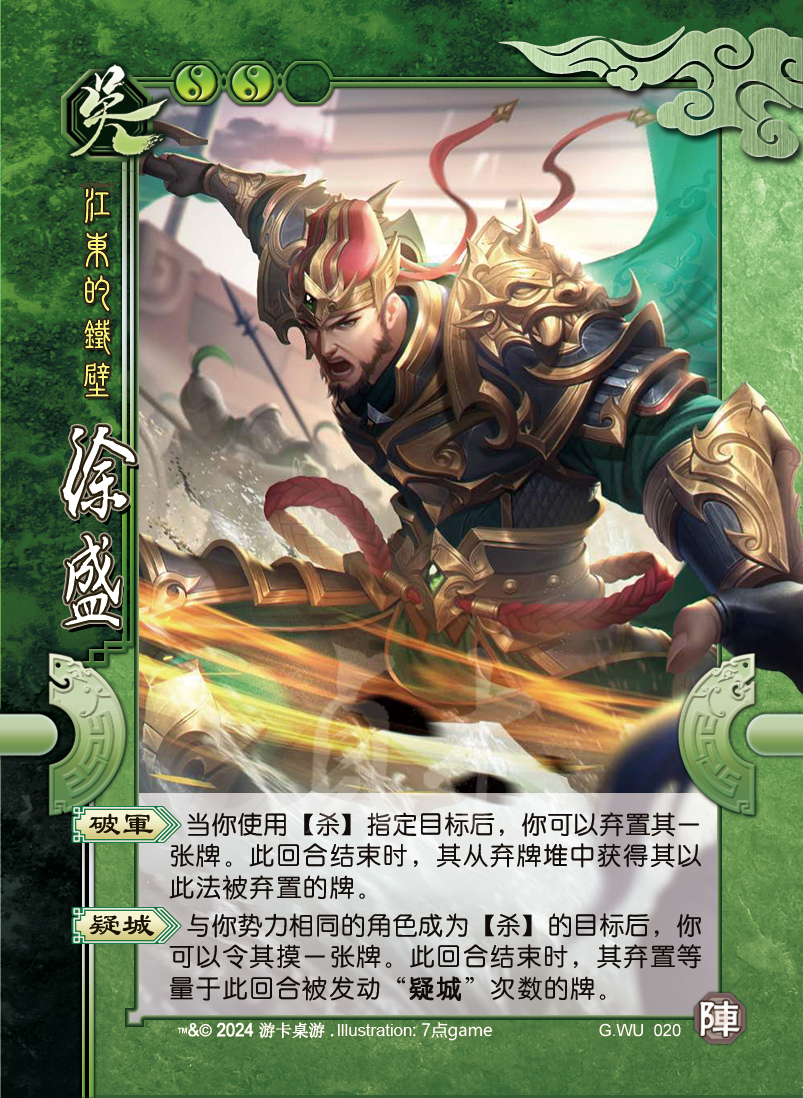 吴
江東的鐵壁
徐盛
破軍
当你使用【杀】指定目标后，你可以弃置其一
张牌。此回合结束时，其从弃牌堆中获得其以
此法被弃置的牌。
疑城
与你势力相同的角色成为【杀】的目标后，你
可以令其摸一张牌。此回合结束时，其弃置等
量于此回合被发动“疑城”次数的牌。
™&© 2024 游卡桌游 . Illustration: 7点game
G.WU 020
陣